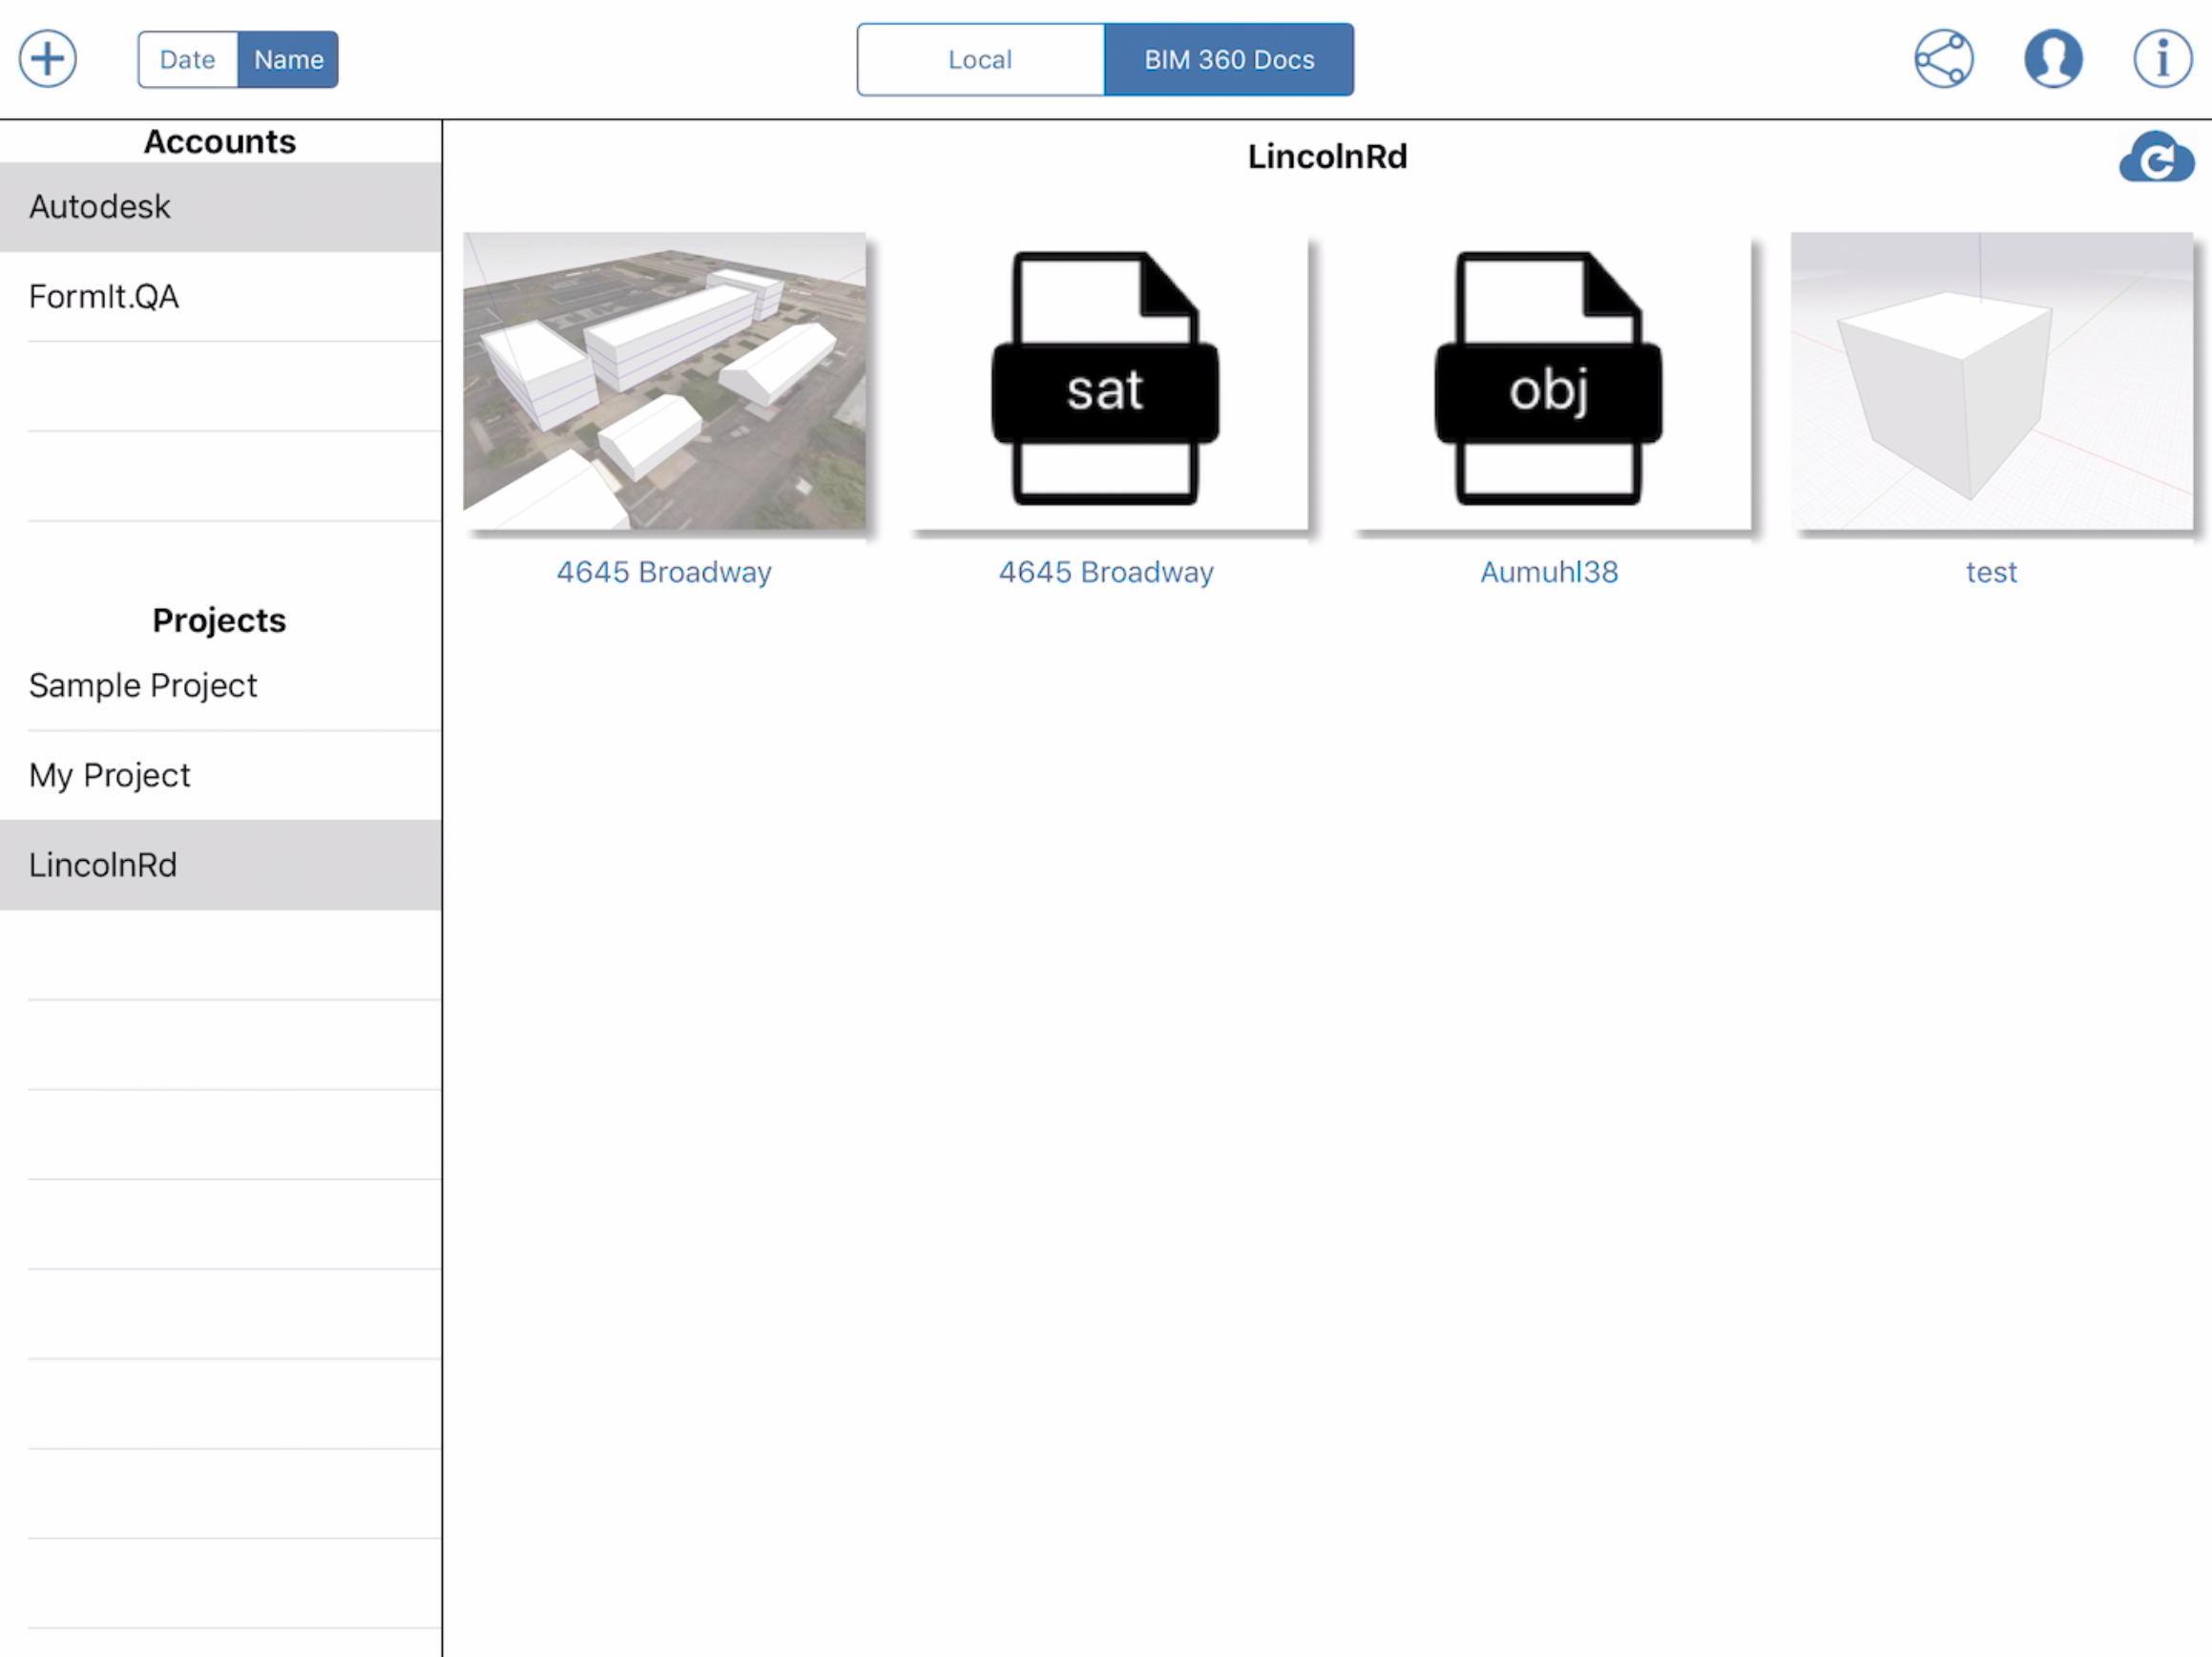 Date Name Local BIM 360 Docs
Accounts
Autodesk
FormIt.QA
Projects
Sample Project
My Project
LincolnRd
LincolnRd
sat
obj
4645 Broadway
4645 Broadway
Aumuhl38
test